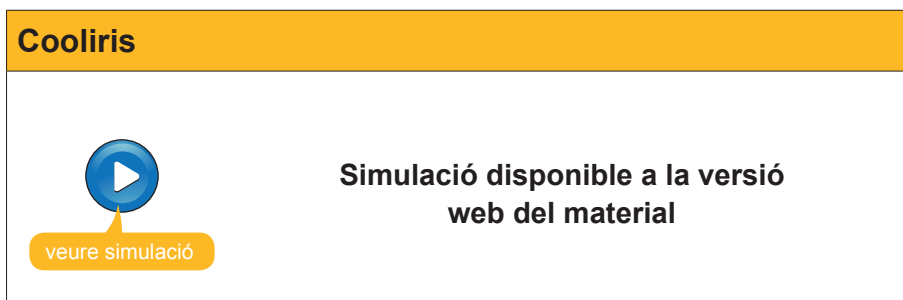 Cooliris
Simulació disponible a la versió
web del material
veure simulació